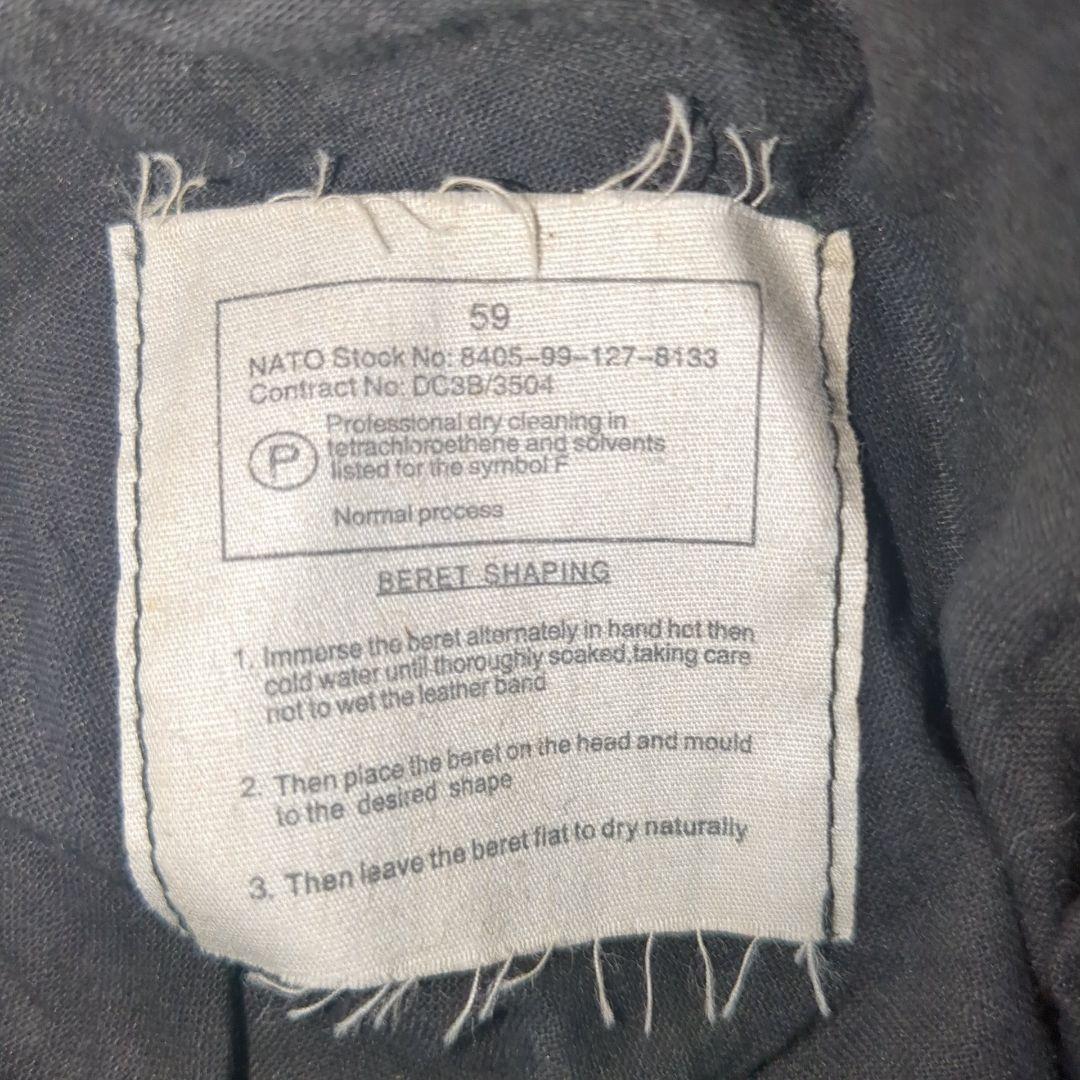 59
NATO Stock No: 8405-99-127-8133
Contract No: DC3B/3504
Professional dry cleaning in
tetrachloroethene and solvents
P
listed for the symbol F
Normal process
BERET SHAPING
1. Immerse the beret alternately in hand hot then
cold water until thoroughly soaked,taking care
not to wet the leather band
2. Then place the beret on the head and mould
to the desired shape
3. Then leave the beret flat to dry naturally